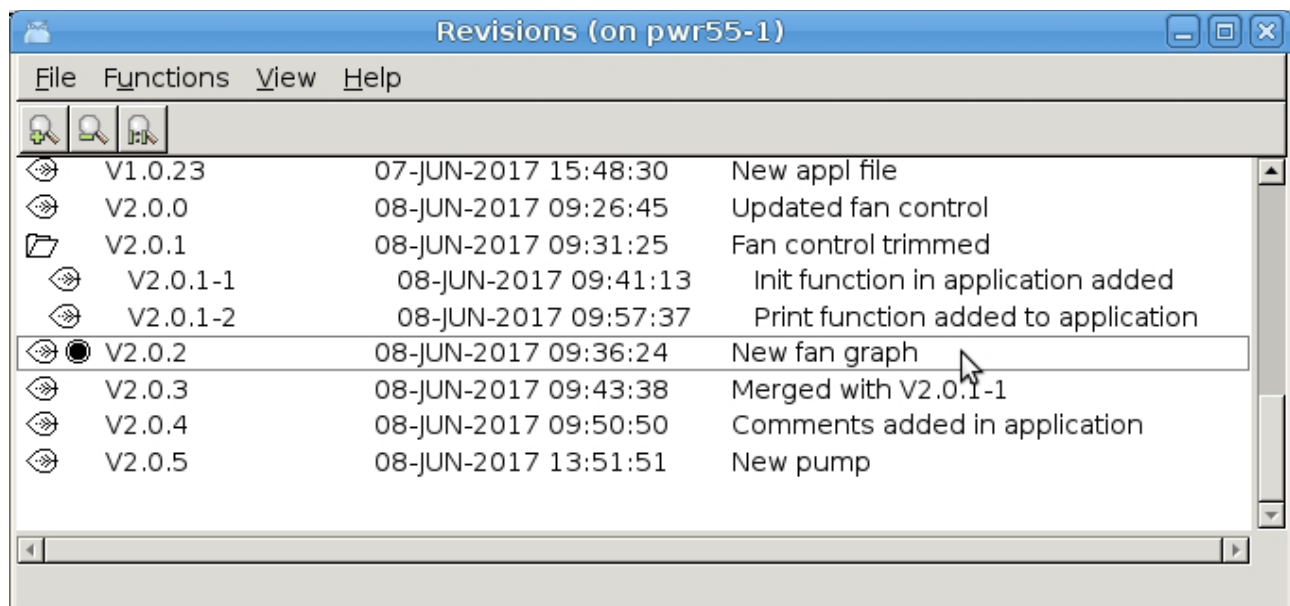 Revisions (on pwr55-1)
File Functions View Help
V1.0.23 07-JUN-2017 15:48:30 New appl file
V2.0.0 08-JUN-2017 09:26:45 Updated fan control
V2.0.1 08-JUN-2017 09:31:25 Fan control trimmed
V2.0.1-1 08-JUN-2017 09:41:13 Init function in application added
V2.0.1-2 08-JUN-2017 09:57:37 Print function added to application
V2.0.2 08-JUN-2017 09:36:24 New fan graph
V2.0.3 08-JUN-2017 09:43:38 Merged with V2.0.1-1
V2.0.4 08-JUN-2017 09:50:50 Comments added in application
V2.0.5 08-JUN-2017 13:51:51 New pump